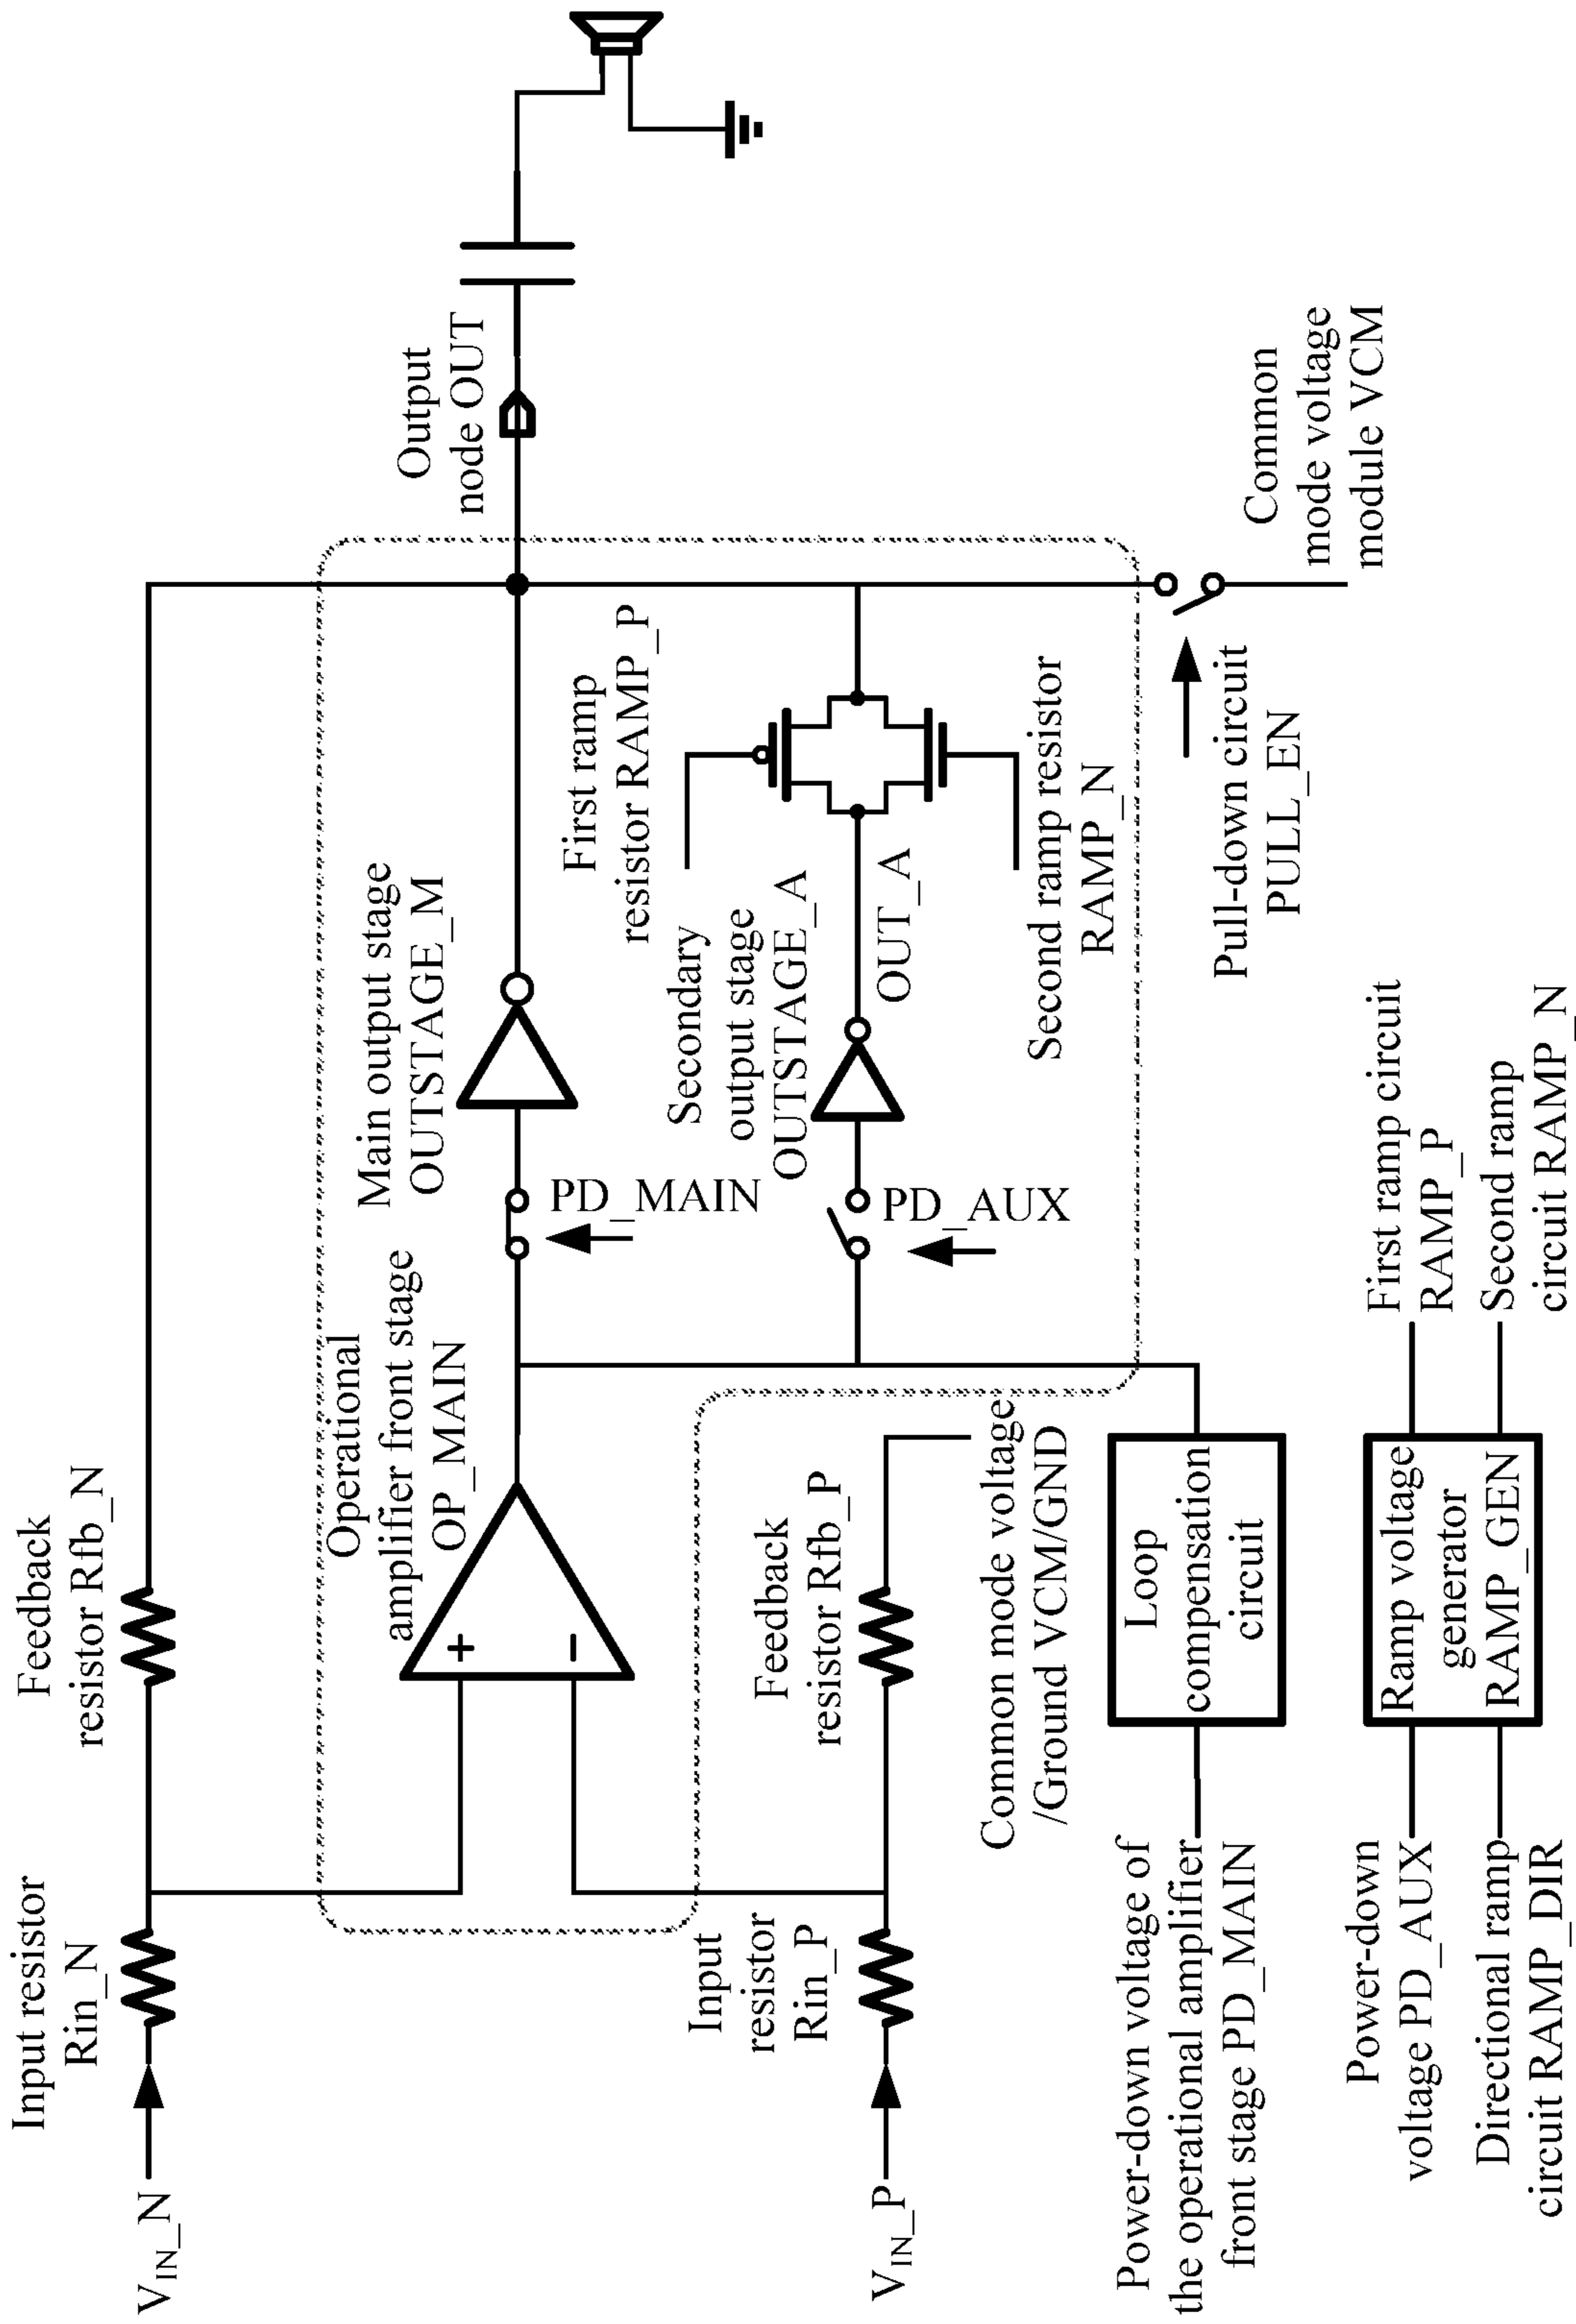 Input resistor
Rin_N
Feedback
resistor Rfb_N
VIN_N
Operational
amplifier front stage
OP_MAIN
+
−
Main output stage
OUTSTAGE_M
PD_MAIN
Output
node OUT
First ramp
resistor RAMP_P
Secondary
output stage
OUTSTAGE_A
OUT_A
PD_AUX
Second ramp resistor
RAMP_N
Input
resistor
Rin_P
Feedback
resistor Rfb_P
VIN_P
Common mode voltage
/Ground VCM/GND
Pull-down circuit
PULL_EN
Common
mode voltage
module VCM
Power-down voltage of
the operational amplifier
front stage PD_MAIN
Loop
compensation
circuit
Power-down
voltage PD_AUX
Directional ramp
circuit RAMP_DIR
Ramp voltage
generator
RAMP_GEN
First ramp circuit
RAMP_P
Second ramp
circuit RAMP_N